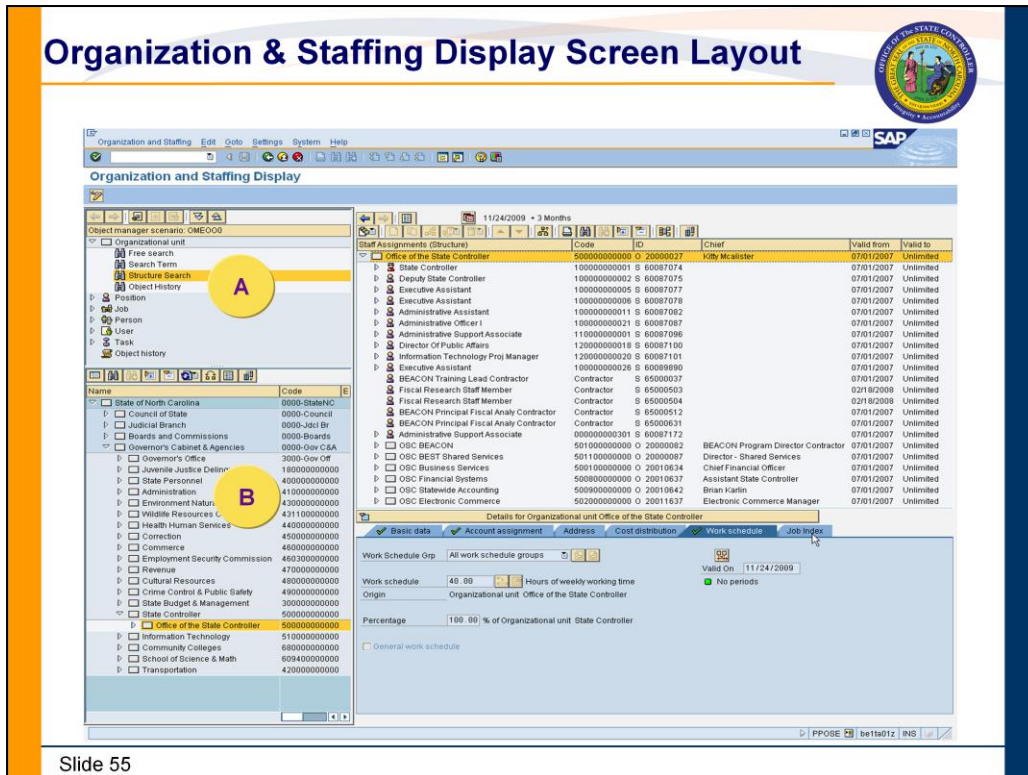 Organization & Staffing Display Screen Layout
OFFICE OF THE STATE CONTROLLER
Integrity • Accountability
Organization and Staffing Edit Goto Settings System Help
SAP
Organization and Staffing Display
Object manager scenario: OMEOO0
Organizational unit
Free search
Search Term
Structure Search
Object History
Position
Job
Person
User
Task
Object history
A
Name Code E
State of North Carolina 0000-StateNC
Council of State 0000-Council
Judicial Branch 0000-Jdcl Br
Boards and Commissions 0000-Boards
Governor's Cabinet & Agencies 0000-Gov C&A
Governor's Office 3000-Gov Off
Juvenile Justice Delinq 180000000000
State Personnel 400000000000
Administration 410000000000
Environment Natura 430000000000
Wildlife Resources C 431100000000
Health Human Services 440000000000
Correction 450000000000
Commerce 460000000000
Employment Security Commission 460300000000
Revenue 470000000000
Cultural Resources 480000000000
Crime Control & Public Safety 490000000000
State Budget & Management 300000000000
State Controller 500000000000
Office of the State Controller 500000000000
Information Technology 510000000000
Community Colleges 680000000000
School of Science & Math 609400000000
Transportation 420000000000
B
11/24/2009 + 3 Months
Staff Assignments (Structure) Code ID Chief Valid from Valid to
Office of the State Controller 500000000000 O 20000027 Kitty Mcalister 07/01/2007 Unlimited
State Controller 100000000001 S 60087074 07/01/2007 Unlimited
Deputy State Controller 100000000002 S 60087075 07/01/2007 Unlimited
Executive Assistant 100000000005 S 60087077 07/01/2007 Unlimited
Executive Assistant 100000000006 S 60087078 07/01/2007 Unlimited
Administrative Assistant 100000000011 S 60087082 07/01/2007 Unlimited
Administrative Officer I 100000000021 S 60087087 07/01/2007 Unlimited
Administrative Support Associate 110000000001 S 60087096 07/01/2007 Unlimited
Director Of Public Affairs 120000000018 S 60087100 07/01/2007 Unlimited
Information Technology Proj Manager 120000000020 S 60087101 07/01/2007 Unlimited
Executive Assistant 100000000026 S 60089890 07/01/2007 Unlimited
BEACON Training Lead Contractor Contractor S 65000037 07/01/2007 Unlimited
Fiscal Research Staff Member Contractor S 65000503 02/18/2008 Unlimited
Fiscal Research Staff Member Contractor S 65000504 02/18/2008 Unlimited
BEACON Principal Fiscal Analy Contractor Contractor S 65000512 07/01/2007 Unlimited
BEACON Principal Fiscal Analy Contractor Contractor S 65000631 07/01/2007 Unlimited
Administrative Support Associate 000000000301 S 60087172 07/01/2007 Unlimited
OSC BEACON 501000000000 O 20000082 BEACON Program Director Contractor 07/01/2007 Unlimited
OSC BEST Shared Services 501100000000 O 20000087 Director - Shared Services 07/01/2007 Unlimited
OSC Business Services 500100000000 O 20010634 Chief Financial Officer 07/01/2007 Unlimited
OSC Financial Systems 500800000000 O 20010637 Assistant State Controller 07/01/2007 Unlimited
OSC Statewide Accounting 500900000000 O 20010642 Brian Karlin 07/01/2007 Unlimited
OSC Electronic Commerce 502000000000 O 20011637 Electronic Commerce Manager 07/01/2007 Unlimited
Details for Organizational unit Office of the State Controller
Basic data Account assignment Address Cost distribution Work schedule Job Index
Work Schedule Grp All work schedule groups
Valid On 11/24/2009
Work schedule 40.00 Hours of weekly working time No periods
Origin Organizational unit Office of the State Controller
Percentage 100.00 % of Organizational unit State Controller
General work schedule
PPOSE be1ta01z INS
Slide 55